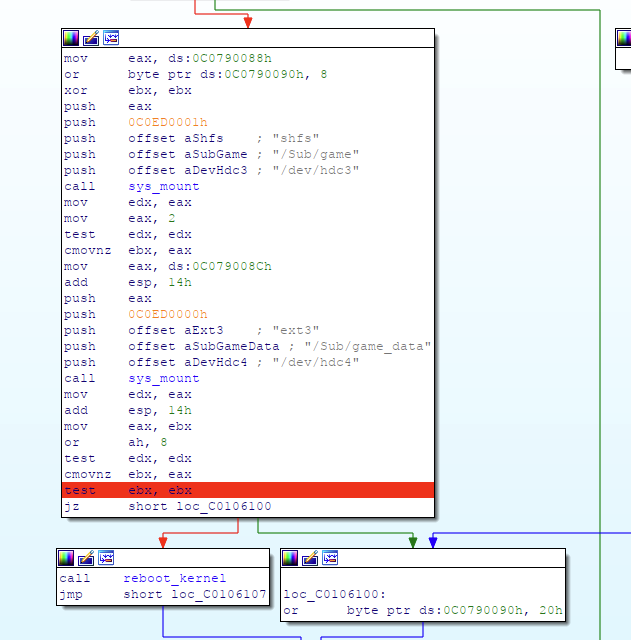 mov eax, ds:0C0790088h
or byte ptr ds:0C0790090h, 8
xor ebx, ebx
push eax
push 0C0ED0001h
push offset aShfs ; "shfs"
push offset aSubGame ; "/Sub/game"
push offset aDevHdc3 ; "/dev/hdc3"
call sys_mount
mov edx, eax
mov eax, 2
test edx, edx
cmovnz ebx, eax
mov eax, ds:0C079008Ch
add esp, 14h
push eax
push 0C0ED0000h
push offset aExt3 ; "ext3"
push offset aSubGameData ; "/Sub/game_data"
push offset aDevHdc4 ; "/dev/hdc4"
call sys_mount
mov edx, eax
add esp, 14h
mov eax, ebx
or ah, 8
test edx, edx
cmovnz ebx, eax
test ebx, ebx
jz short loc_C0106100
call reboot_kernel
jmp short loc_C0106107
loc_C0106100:
or byte ptr ds:0C0790090h, 20h